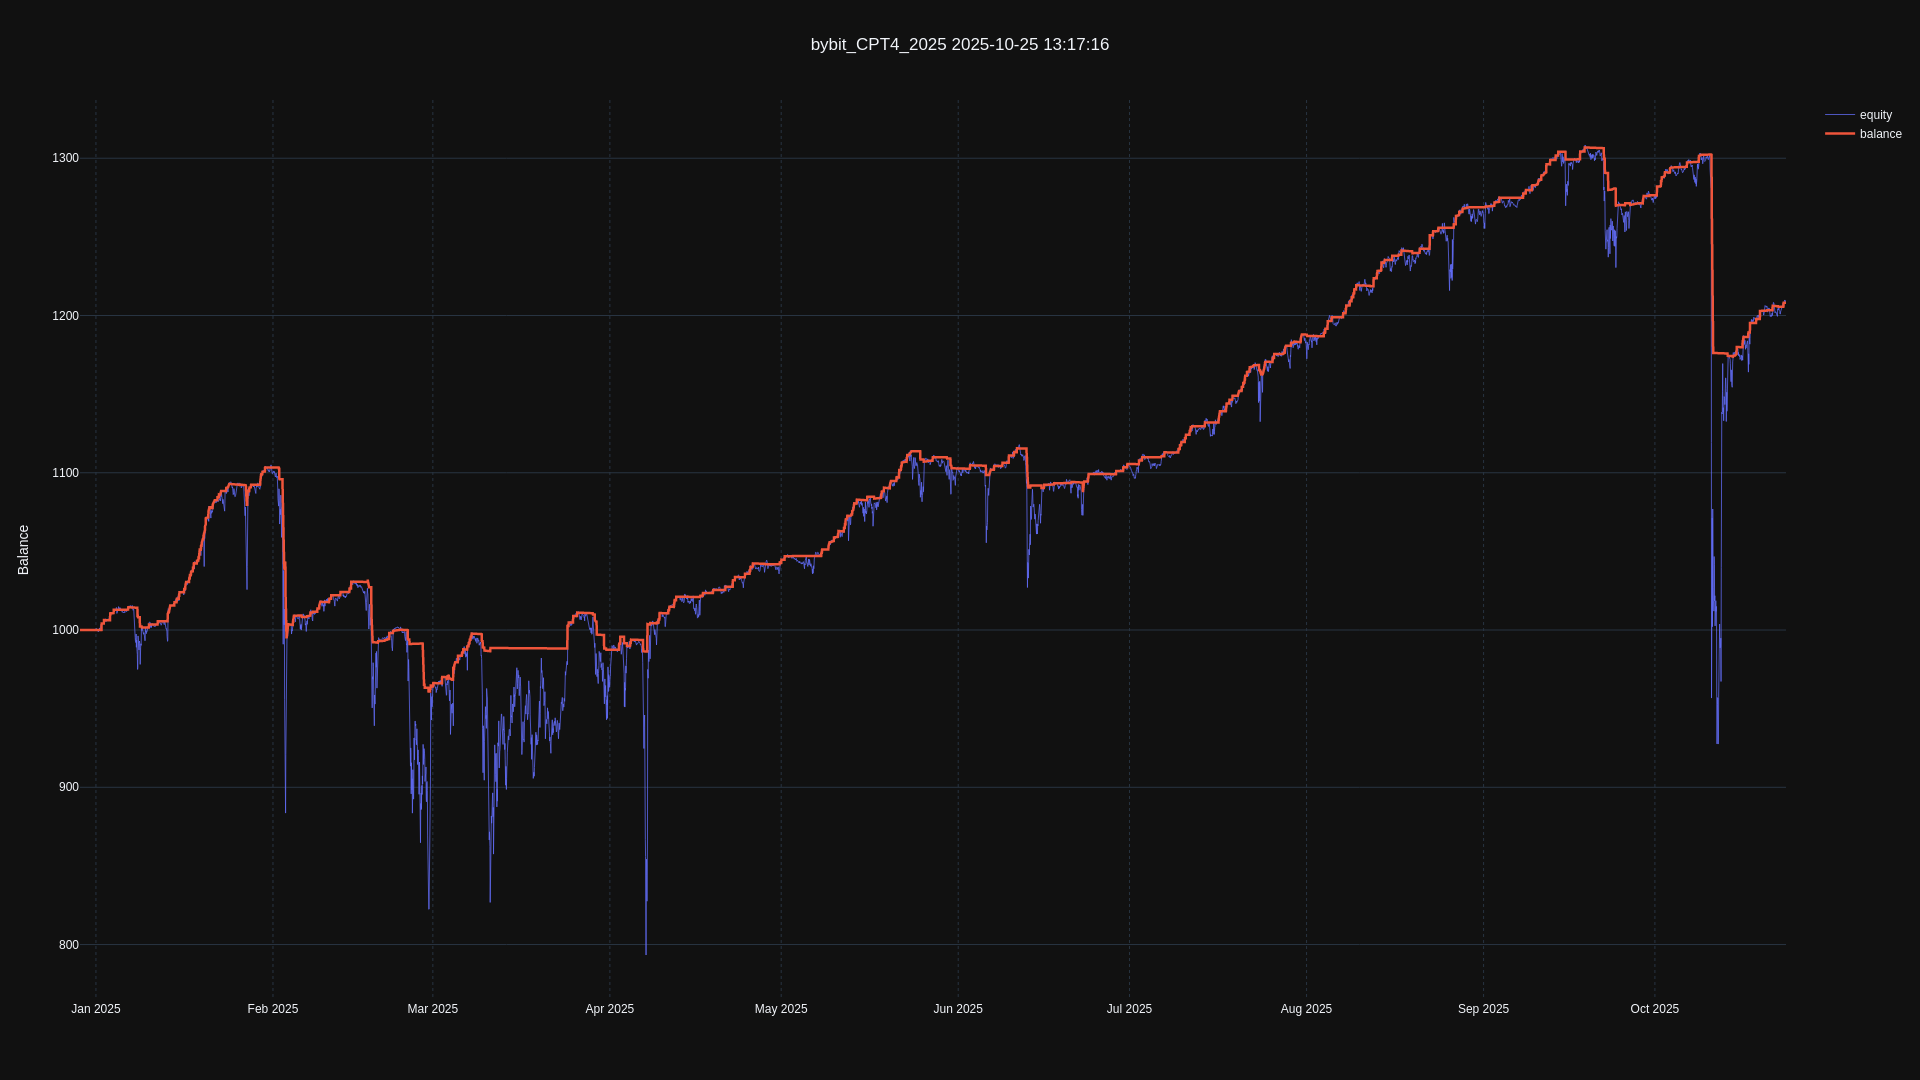 bybit_CPT4_2025 2025-10-25 13:17:16
equity
balance
1300
1200
1100
1000
900
800
Balance
Jan 2025
Feb 2025
Mar 2025
Apr 2025
May 2025
Jun 2025
Jul 2025
Aug 2025
Sep 2025
Oct 2025